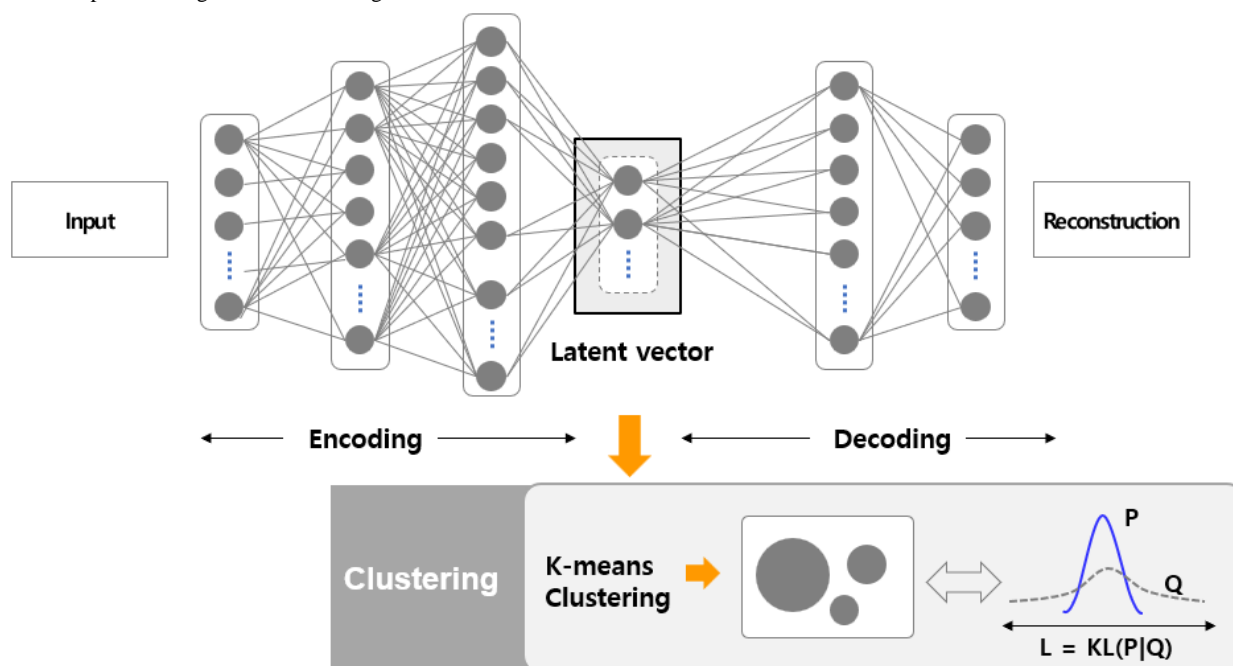 Input
Reconstruction
Latent vector
Encoding
Decoding
Clustering
K-means
Clustering
P
Q
L = KL(P|Q)